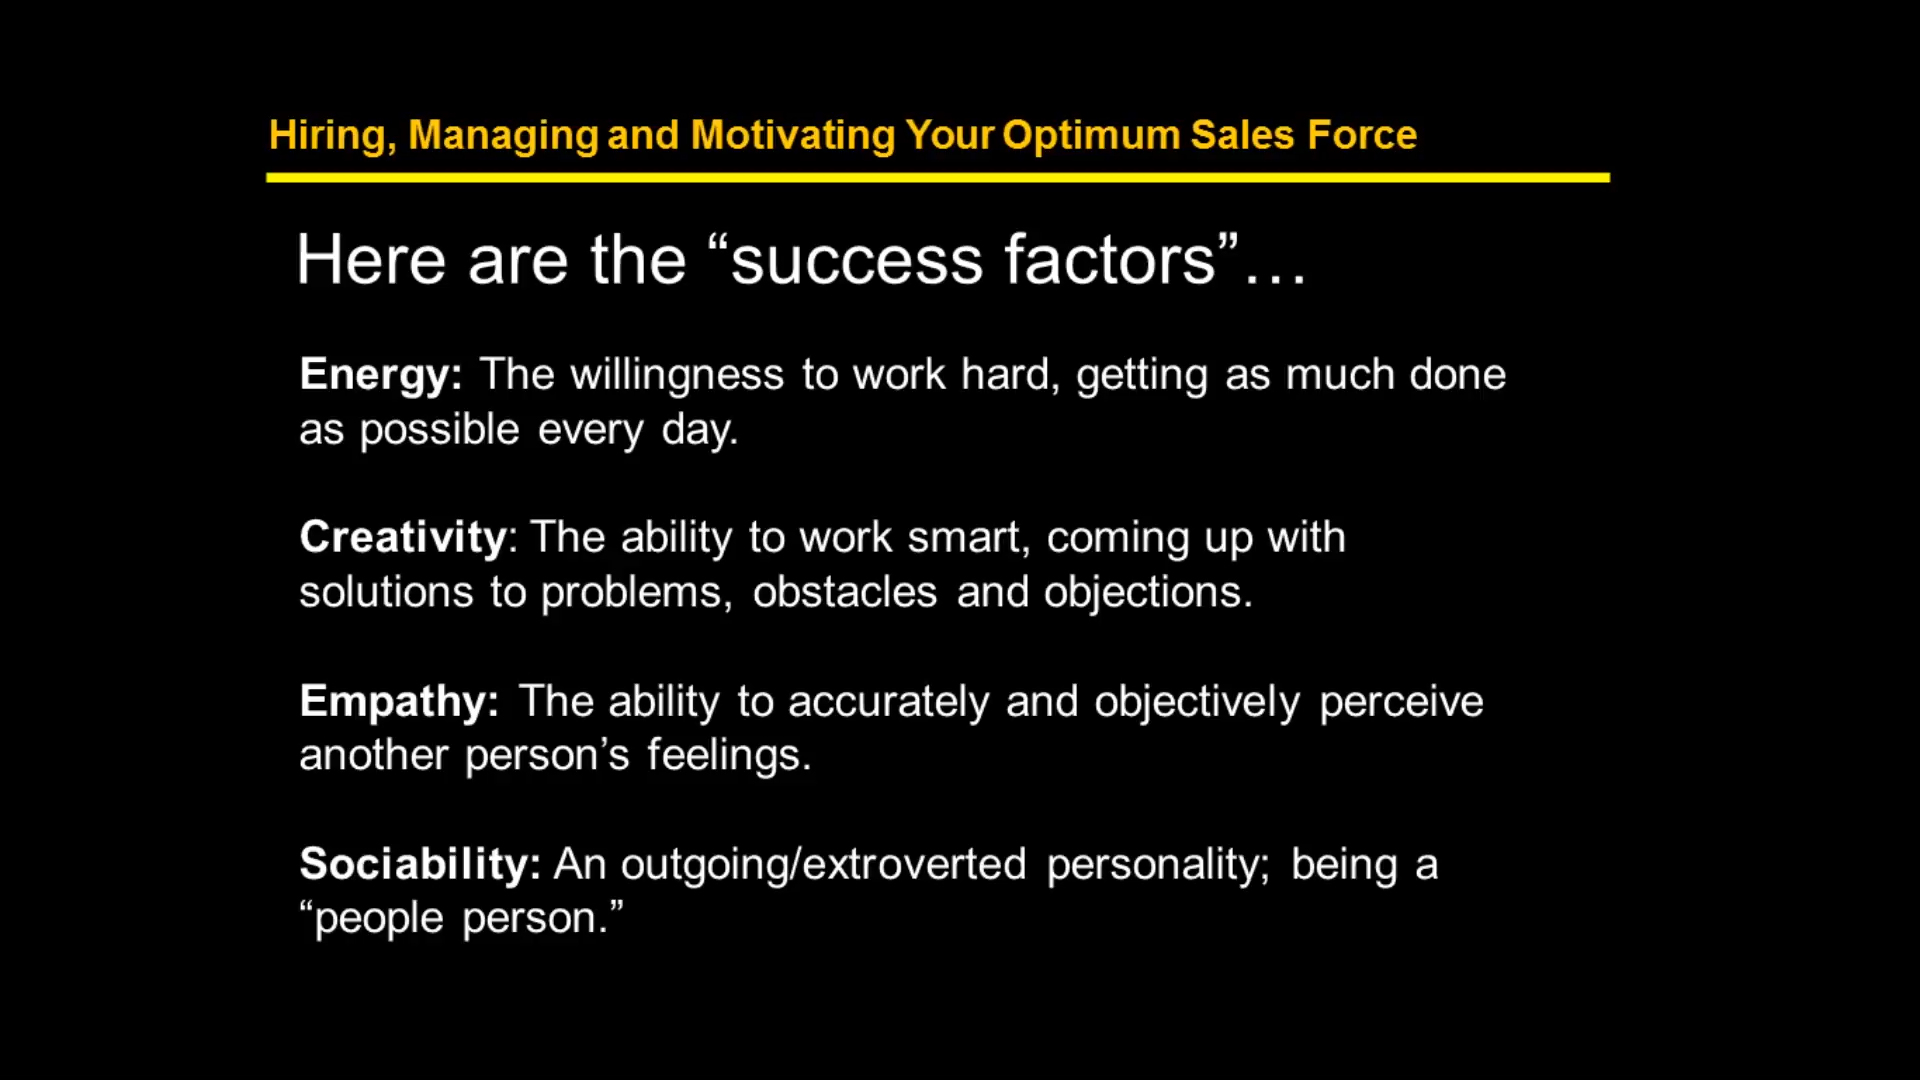 Hiring, Managing and Motivating Your Optimum Sales Force
Here are the “success factors”…
Energy: The willingness to work hard, getting as much done
as possible every day.
Creativity: The ability to work smart, coming up with
solutions to problems, obstacles and objections.
Empathy: The ability to accurately and objectively perceive
another person’s feelings.
Sociability: An outgoing/extroverted personality; being a
“people person.”